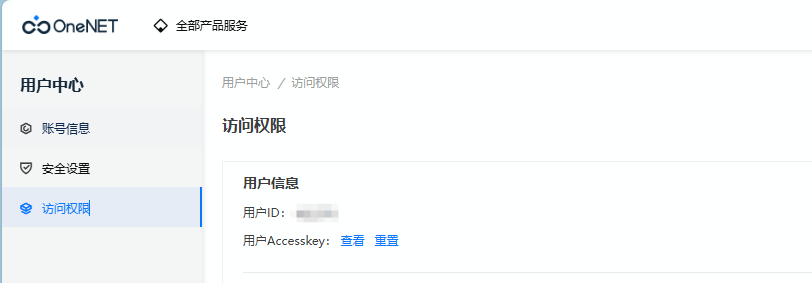 OneNET 全部产品服务
用户中心
账号信息
安全设置
访问权限
用户中心 / 访问权限
访问权限
用户信息
用户ID：
用户Accesskey： 查看 重置